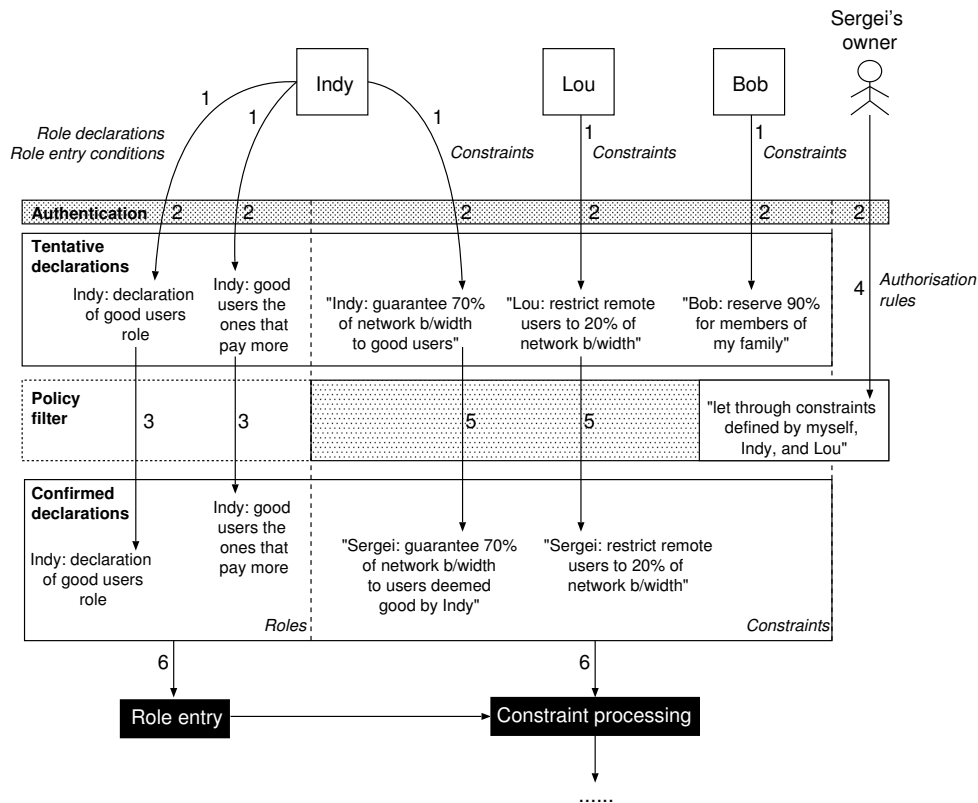 Sergei's
owner
Indy
Lou
Bob
1
1
1
1
1
Role declarations
Role entry conditions
Constraints
Constraints
Constraints
Authentication
2
2
2
2
2
2
Tentative
declarations
Indy: declaration
of good users
role
Indy: good
users the
ones that
pay more
"Indy: guarantee 70%
of network b/width
to good users"
"Lou: restrict remote
users to 20% of
network b/width"
"Bob: reserve 90%
for members of
my family"
4
Authorisation
rules
Policy
filter
3
3
5
5
"let through constraints
defined by myself,
Indy, and Lou"
Confirmed
declarations
Indy: declaration
of good users
role
Indy: good
users the
ones that
pay more
"Sergei: guarantee 70%
of network b/width
to users deemed
good by Indy"
"Sergei: restrict remote
users to 20% of
network b/width"
Roles
Constraints
6
6
Role entry
Constraint processing
......